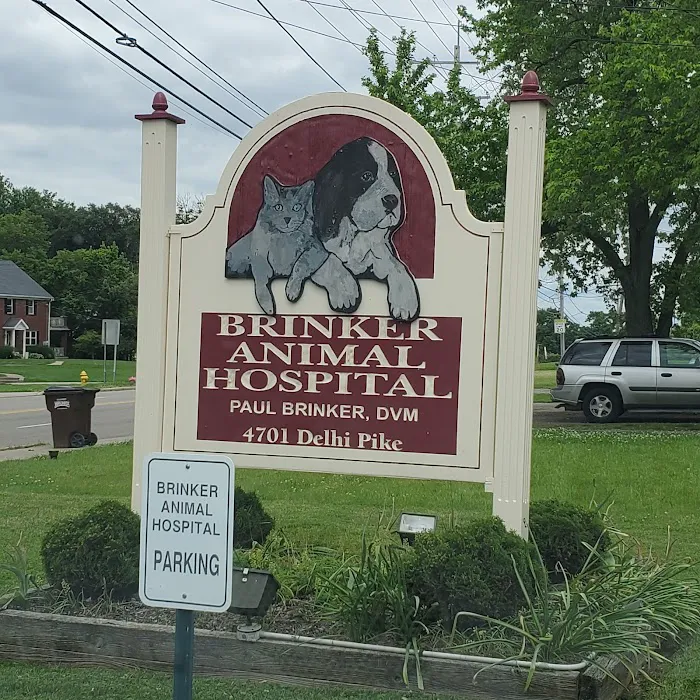 BRINKER
ANIMAL
HOSPITAL
PAUL BRINKER, DVM
4701 Delhi Pike
BRINKER
ANIMAL
HOSPITAL
PARKING